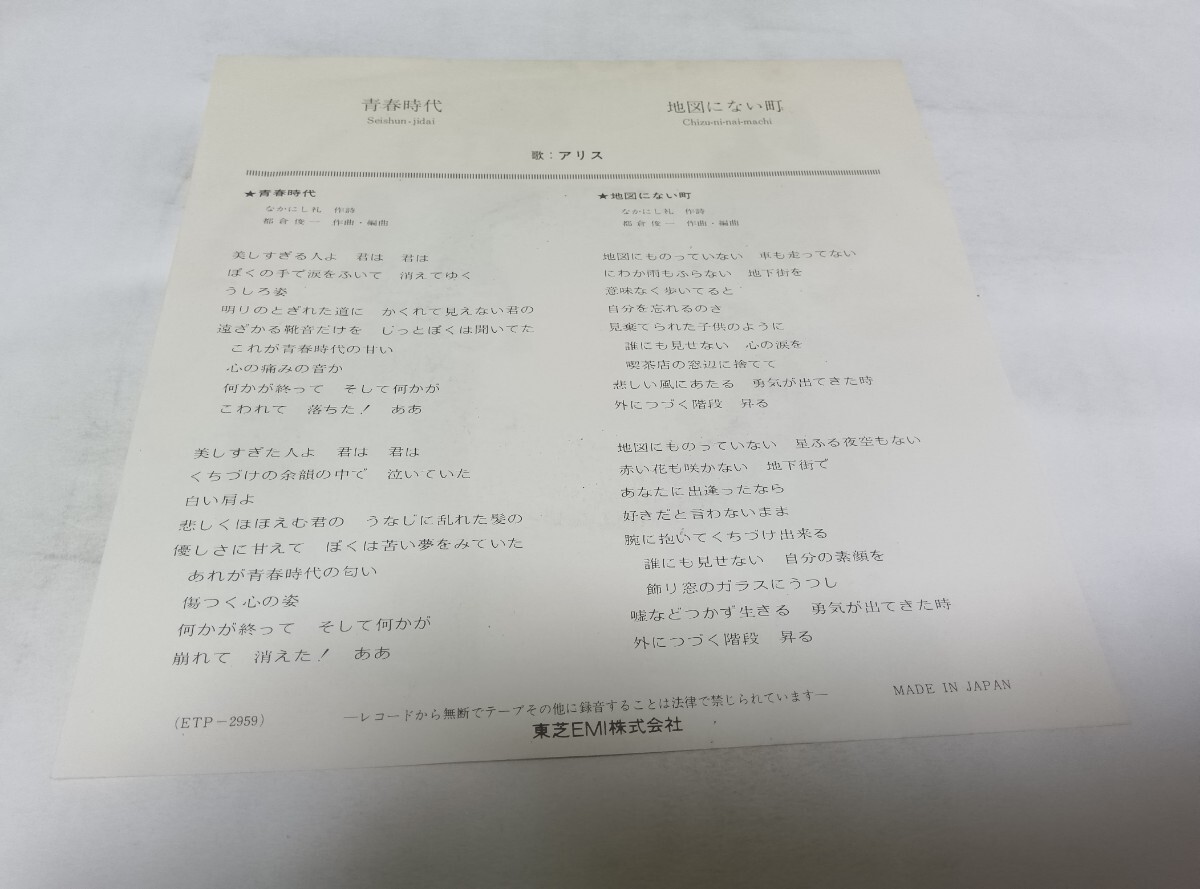 青春時代
Seishun-jidai
地図にない町
Chizu-ni-nai-machi
歌：アリス
★青春時代
なかにし礼　作詩
都倉俊一　作曲・編曲
美しすぎる人よ　君は　君は
ぼくの手で涙をふいて　消えてゆく
うしろ姿
明りのとぎれた道に　かくれて見えない君の
遠ざかる靴音だけを　じっとぼくは聞いてた
これが青春時代の甘い
心の痛みの音か
何かが終って　そして何かが
こわれて　落ちた！　ああ
美しすぎた人よ　君は　君は
くちづけの余韻の中で　泣いていた
白い肩よ
悲しくほほえむ君の　うなじに乱れた髪の
優しさに甘えて　ぼくは苦い夢をみていた
あれが青春時代の匂い
傷つく心の姿
何かが終って　そして何かが
崩れて　消えた！　ああ
★地図にない町
なかにし礼　作詩
都倉俊一　作曲・編曲
地図にものっていない　車も走ってない
にわか雨もふらない　地下街を
意味なく歩いてると
自分を忘れるのさ
見棄てられた子供のように
誰にも見せない　心の涙を
喫茶店の窓辺に捨てて
悲しい風にあたる　勇気が出てきた時
外につづく階段　昇る
地図にものっていない　星ふる夜空もない
赤い花も咲かない　地下街で
あなたに出逢ったなら
好きだと言わないまま
腕に抱いてくちづけ出来る
誰にも見せない　自分の素顔を
飾り窓のガラスにうつし
嘘などつかず生きる　勇気が出てきた時
外につづく階段　昇る
(ETP－2959)
―レコードから無断でテープその他に録音することは法律で禁じられています―
MADE IN JAPAN
東芝EMI株式会社